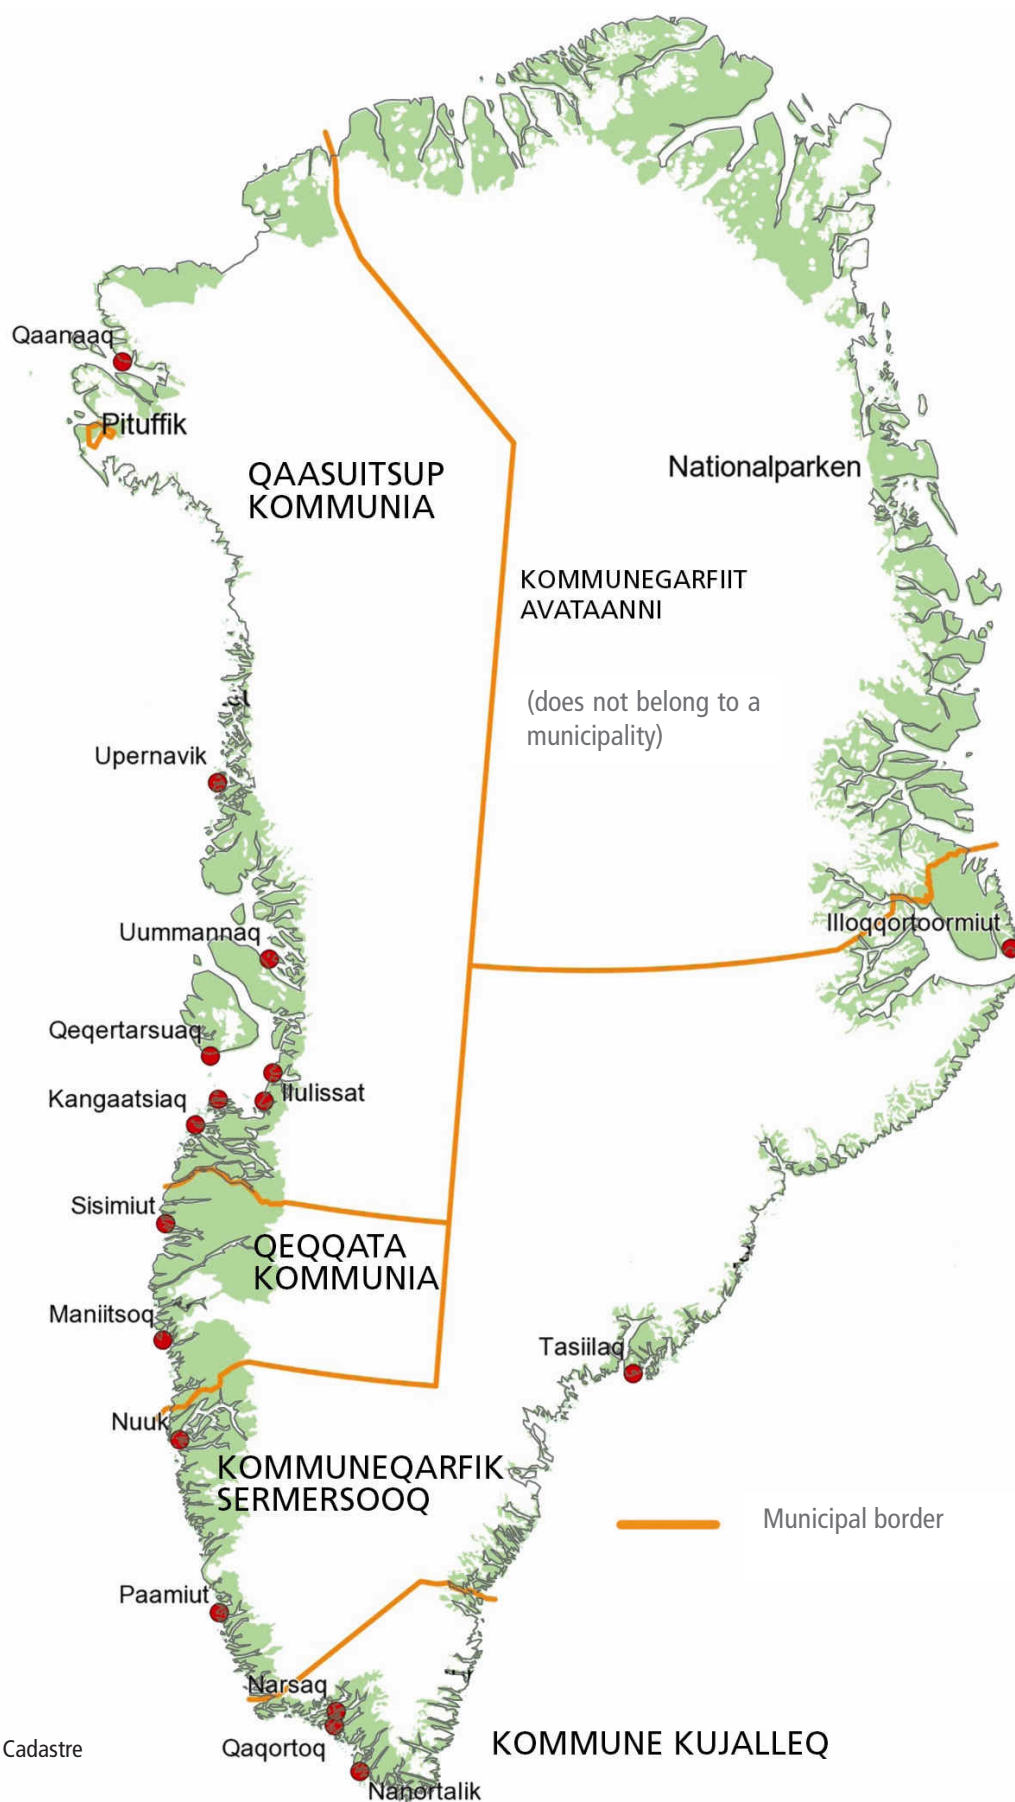 Qaanaaq
Pituffik
QAASUITSUP
KOMMUNIA
Nationalparken
KOMMUNEGARFIIT
AVATAANNI
(does not belong to a
municipality)
Upernavik
Illoqqortoormiut
Uummannaq
Qeqertarsuaq
Kangaatsiaq
Ilulissat
Sisimiut
QEQQATA
KOMMUNIA
Maniitsoq
Tasiilaq
Nuuk
KOMMUNEQARFIK
SERMERSOOQ
Municipal border
Paamiut
Narsaq
Qaqortoq
KOMMUNE KUJALLEQ
Cadastre
Nanortalik